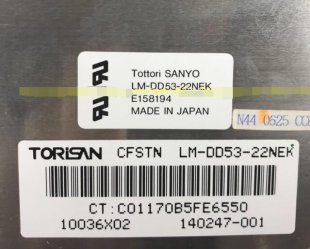 Tottori SANYO
LM-DD53-22NEK
E158194
MADE IN JAPAN
N44 0625
TORiSAN CFSTN LM-DD53-22NEK
CT:C01170B5FE6550
10036X02 140247-001